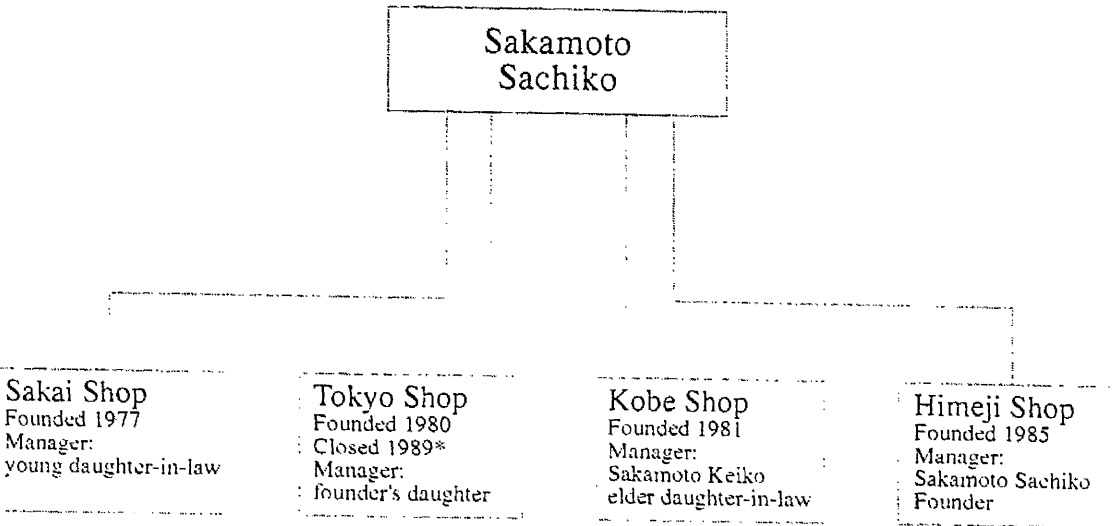 Sakamoto
Sachiko
Sakai Shop
Founded 1977
Manager:
young daughter-in-law
Tokyo Shop
Founded 1980
Closed 1989*
Manager:
founder's daughter
Kobe Shop
Founded 1981
Manager:
Sakamoto Keiko
elder daughter-in-law
Himeji Shop
Founded 1985
Manager:
Sakamoto Sachiko
Founder